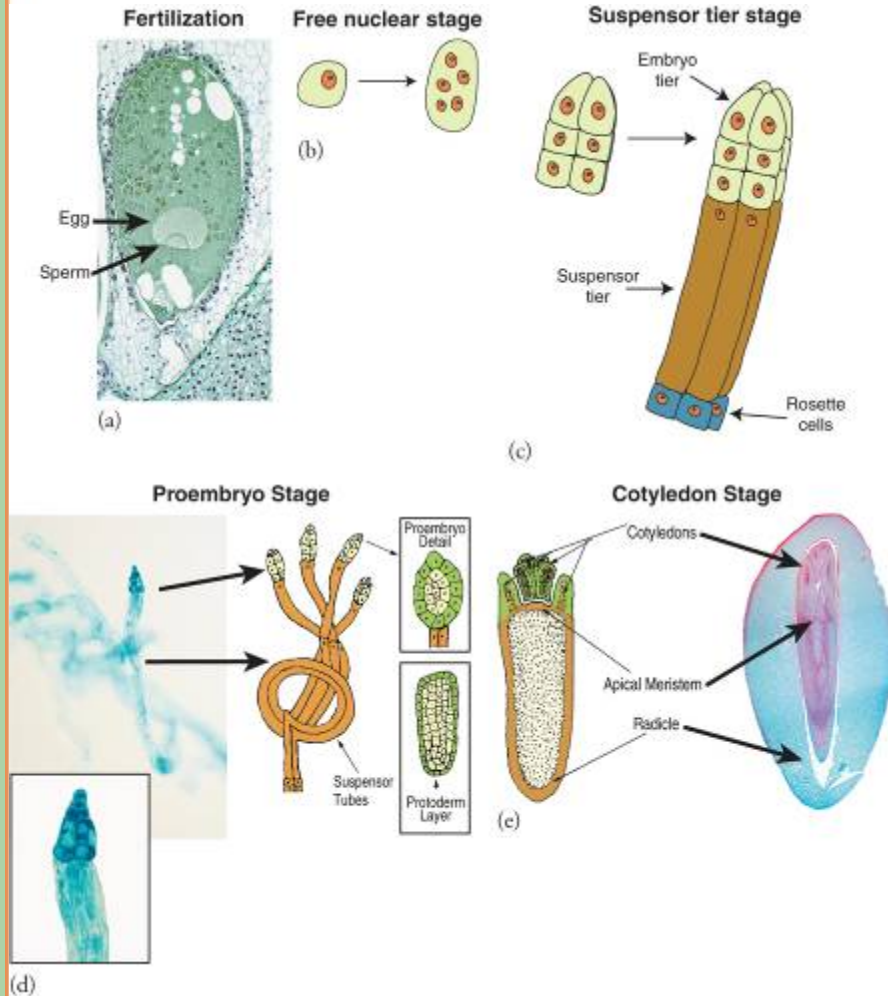 Fertilization
Free nuclear stage
Suspensor tier stage
Egg
Sperm
(a)
(b)
Embryo
tier
Suspensor
tier
Rosette
cells
(c)
Proembryo Stage
Proembryo
Detail
Suspensor
Tubes
Protoderm
Layer
(d)
Cotyledon Stage
Cotyledons
Apical Meristem
Radicle
(e)